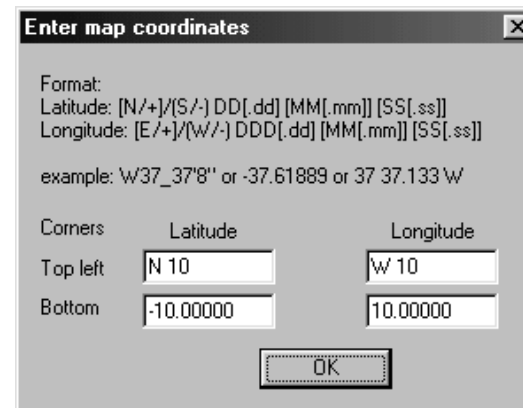 Enter map coordinates
Format:
Latitude: [N/+]/(S/-) DD[.dd] [MM[.mm]] [SS[.ss]]
Longitude: [E/+]/(W/-) DDD[.dd] [MM[.mm]] [SS[.ss]]
example: W37_37'8'' or -37.61889 or 37 37.133 W
Corners Latitude Longitude
Top left N 10 W 10
Bottom -10.00000 10.00000
OK